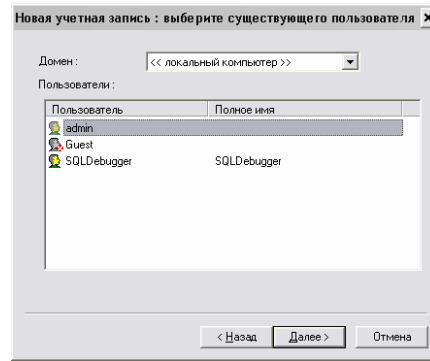 Новая учетная запись : выберите существующего пользователя
Домен :
<< локальный компьютер >>
Пользователи :
Пользователь Полное имя
admin
Guest
SQLDebugger SQLDebugger
< Назад Далее > Отмена